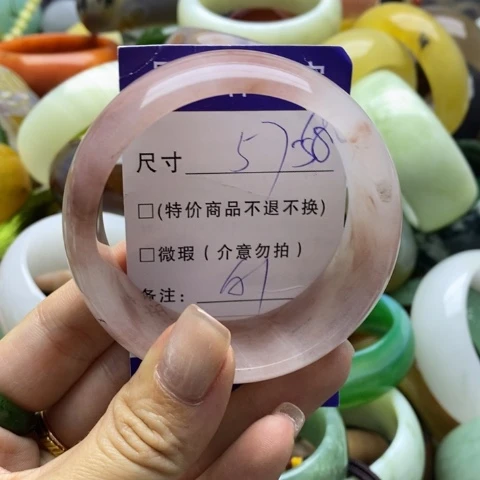 尺寸 57 58
□(特价商品不退不换)
□微瑕（介意勿拍）
备注：